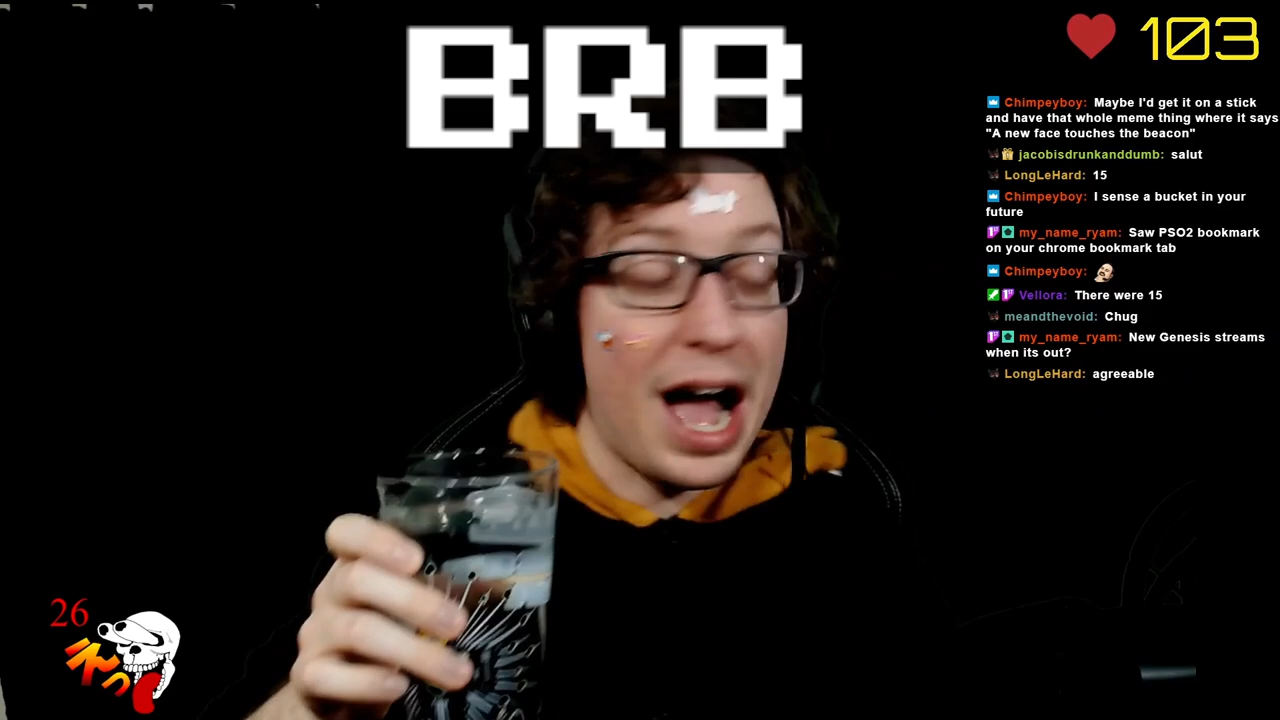 BRB
103
Chimpeyboy: Maybe I'd get it on a stick
and have that whole meme thing where it says
"A new face touches the beacon"
jacobisdrunkanddumb: salut
LongLeHard: 15
Chimpeyboy: I sense a bucket in your
future
my_name_ryam: Saw PSO2 bookmark
on your chrome bookmark tab
Chimpeyboy:
Vellora: There were 15
meandthevoid: Chug
my_name_ryam: New Genesis streams
when its out?
LongLeHard: agreeable
26
えっ